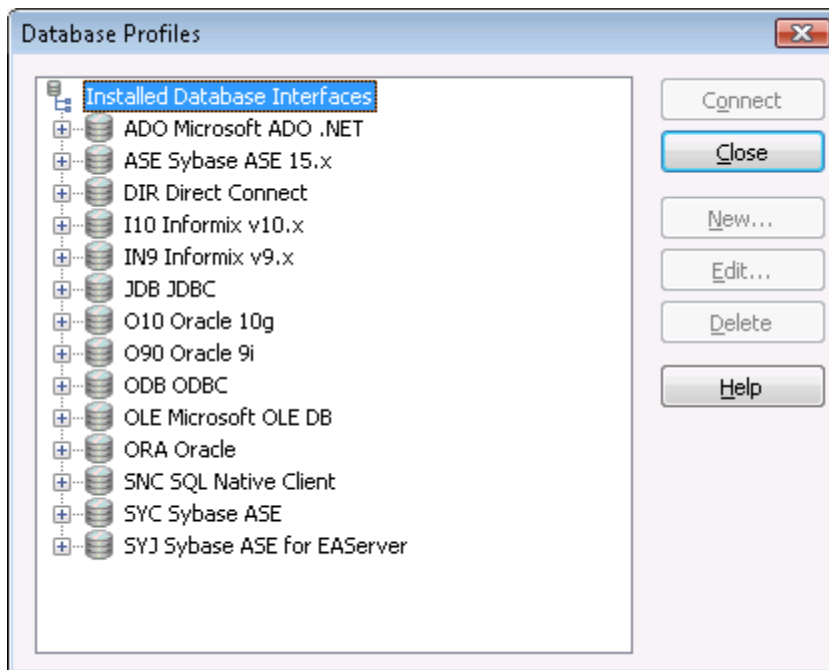 Database Profiles
Installed Database Interfaces
ADO Microsoft ADO .NET
ASE Sybase ASE 15.x
DIR Direct Connect
I10 Informix v10.x
IN9 Informix v9.x
JDB JDBC
O10 Oracle 10g
O90 Oracle 9i
ODB ODBC
OLE Microsoft OLE DB
ORA Oracle
SNC SQL Native Client
SYC Sybase ASE
SYJ Sybase ASE for EAServer
Connect
Close
New...
Edit...
Delete
Help